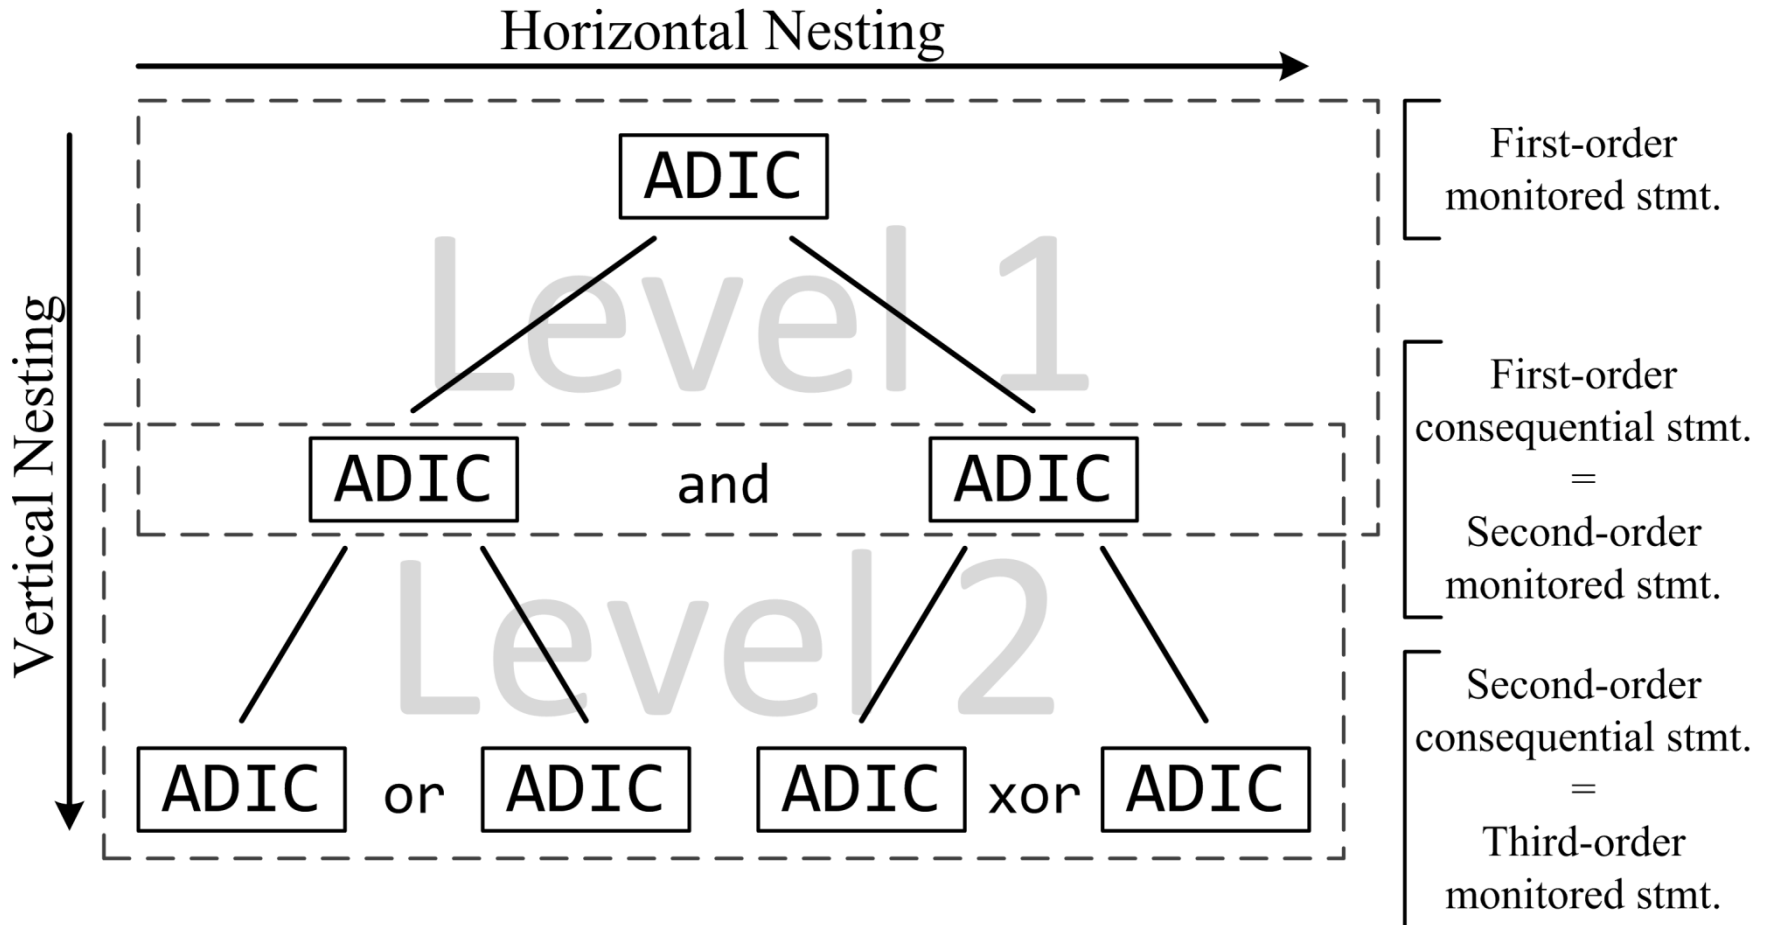 Horizontal Nesting
Vertical Nesting
ADIC
First-order
monitored stmt.
Level 1
First-order
consequential stmt.
=
Second-order
monitored stmt.
ADIC and ADIC
Level 2
ADIC or ADIC ADIC xor ADIC
Second-order
consequential stmt.
=
Third-order
monitored stmt.